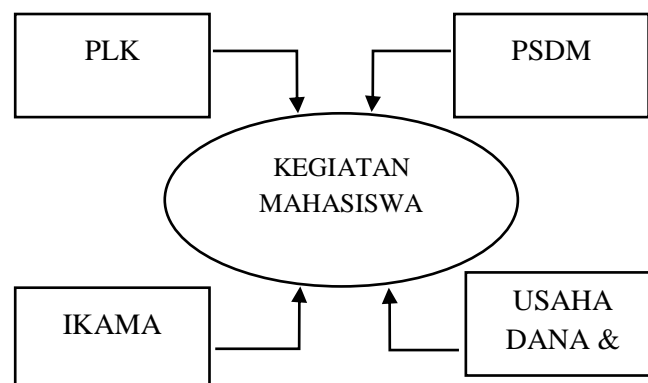 PLK
PSDM
KEGIATAN
MAHASISWA
IKAMA
USAHA
DANA &